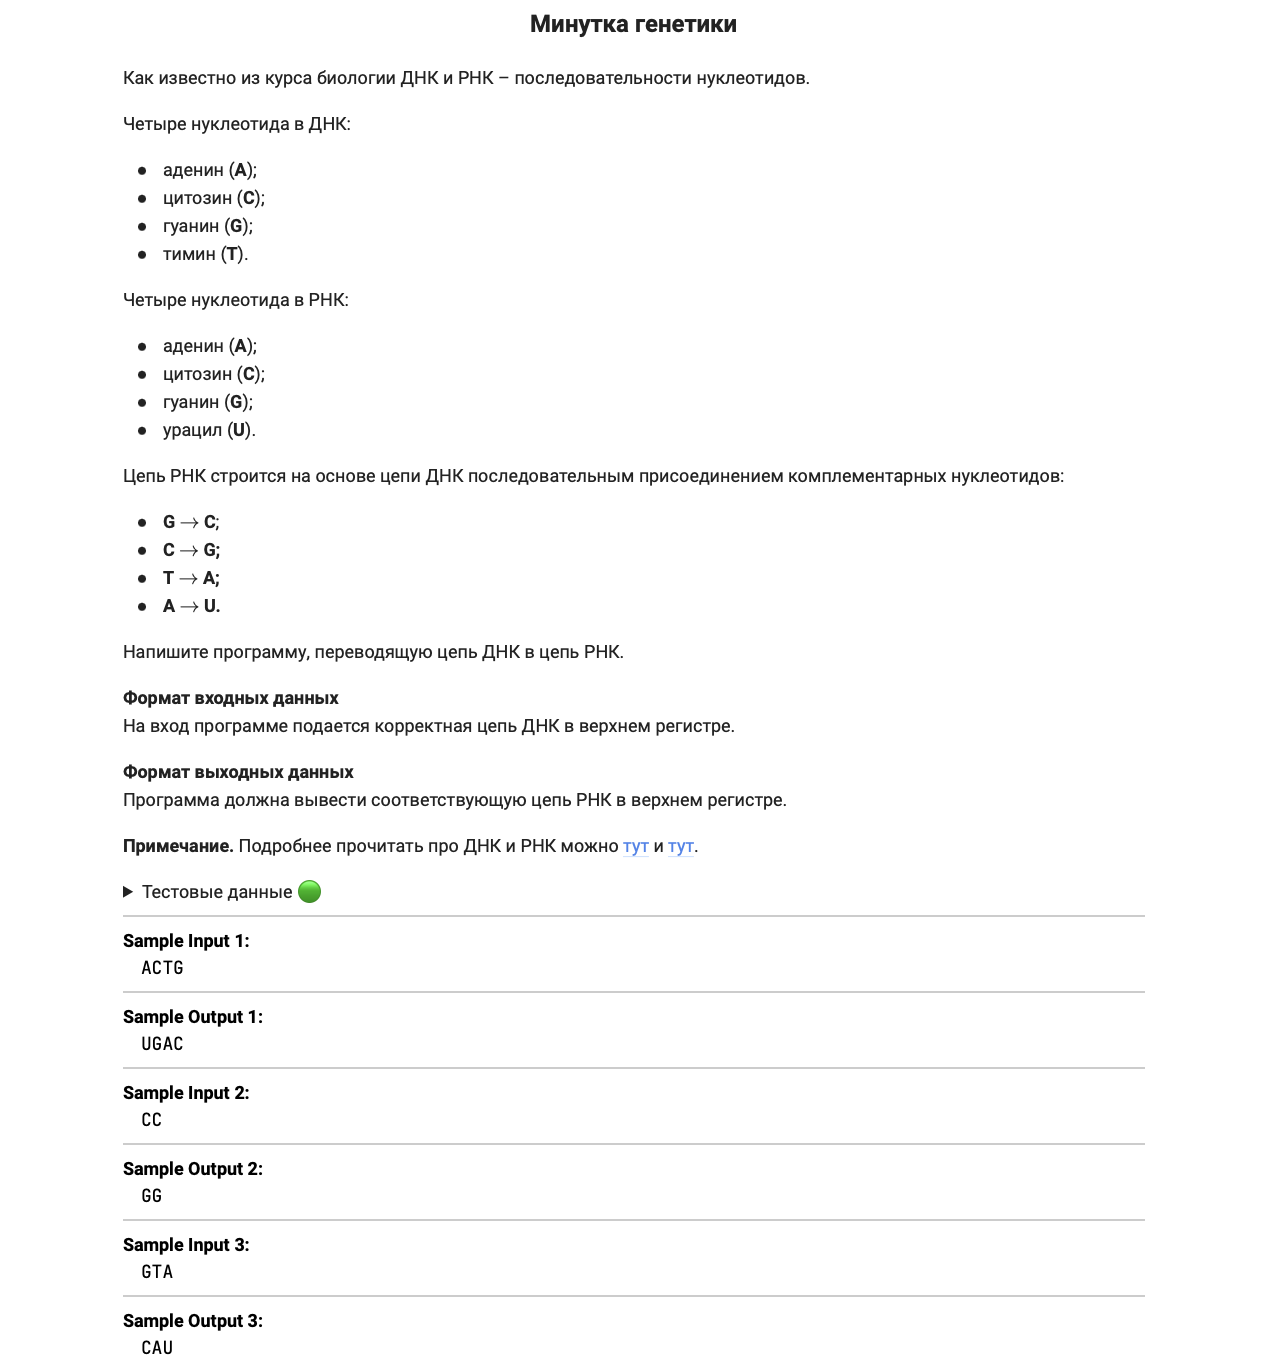 Минутка генетики
Как известно из курса биологии ДНК и РНК – последовательности нуклеотидов.
Четыре нуклеотида в ДНК:
● аденин (A);
● цитозин (C);
● гуанин (G);
● тимин (T).
Четыре нуклеотида в РНК:
● аденин (A);
● цитозин (C);
● гуанин (G);
● урацил (U).
Цепь РНК строится на основе цепи ДНК последовательным присоединением комплементарных нуклеотидов:
● G → C;
● C → G;
● T → A;
● A → U.
Напишите программу, переводящую цепь ДНК в цепь РНК.
Формат входных данных
На вход программе подается корректная цепь ДНК в верхнем регистре.
Формат выходных данных
Программа должна вывести соответствующую цепь РНК в верхнем регистре.
Примечание. Подробнее прочитать про ДНК и РНК можно тут и тут.
▶ Тестовые данные
Sample Input 1:
ACTG
Sample Output 1:
UGAC
Sample Input 2:
CC
Sample Output 2:
GG
Sample Input 3:
GTA
Sample Output 3:
CAU